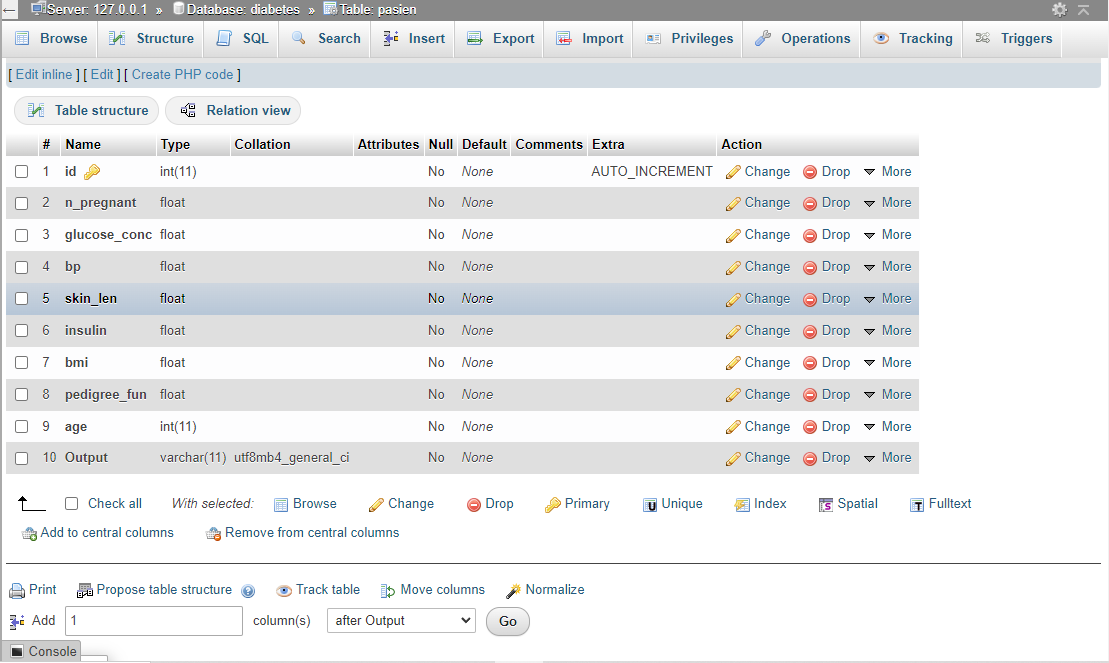 Server: 127.0.0.1 » Database: diabetes » Table: pasien
Browse Structure SQL Search Insert Export Import Privileges Operations Tracking Triggers
[ Edit inline ] [ Edit ] [ Create PHP code ]
Table structure Relation view
# Name Type Collation Attributes Null Default Comments Extra Action
1 id int(11) No None AUTO_INCREMENT Change Drop More
2 n_pregnant float No None Change Drop More
3 glucose_conc float No None Change Drop More
4 bp float No None Change Drop More
5 skin_len float No None Change Drop More
6 insulin float No None Change Drop More
7 bmi float No None Change Drop More
8 pedigree_fun float No None Change Drop More
9 age int(11) No None Change Drop More
10 Output varchar(11) utf8mb4_general_ci No None Change Drop More
Check all With selected: Browse Change Drop Primary Unique Index Spatial Fulltext
Add to central columns Remove from central columns
Print Propose table structure Track table Move columns Normalize
Add 1 column(s) after Output Go
Console